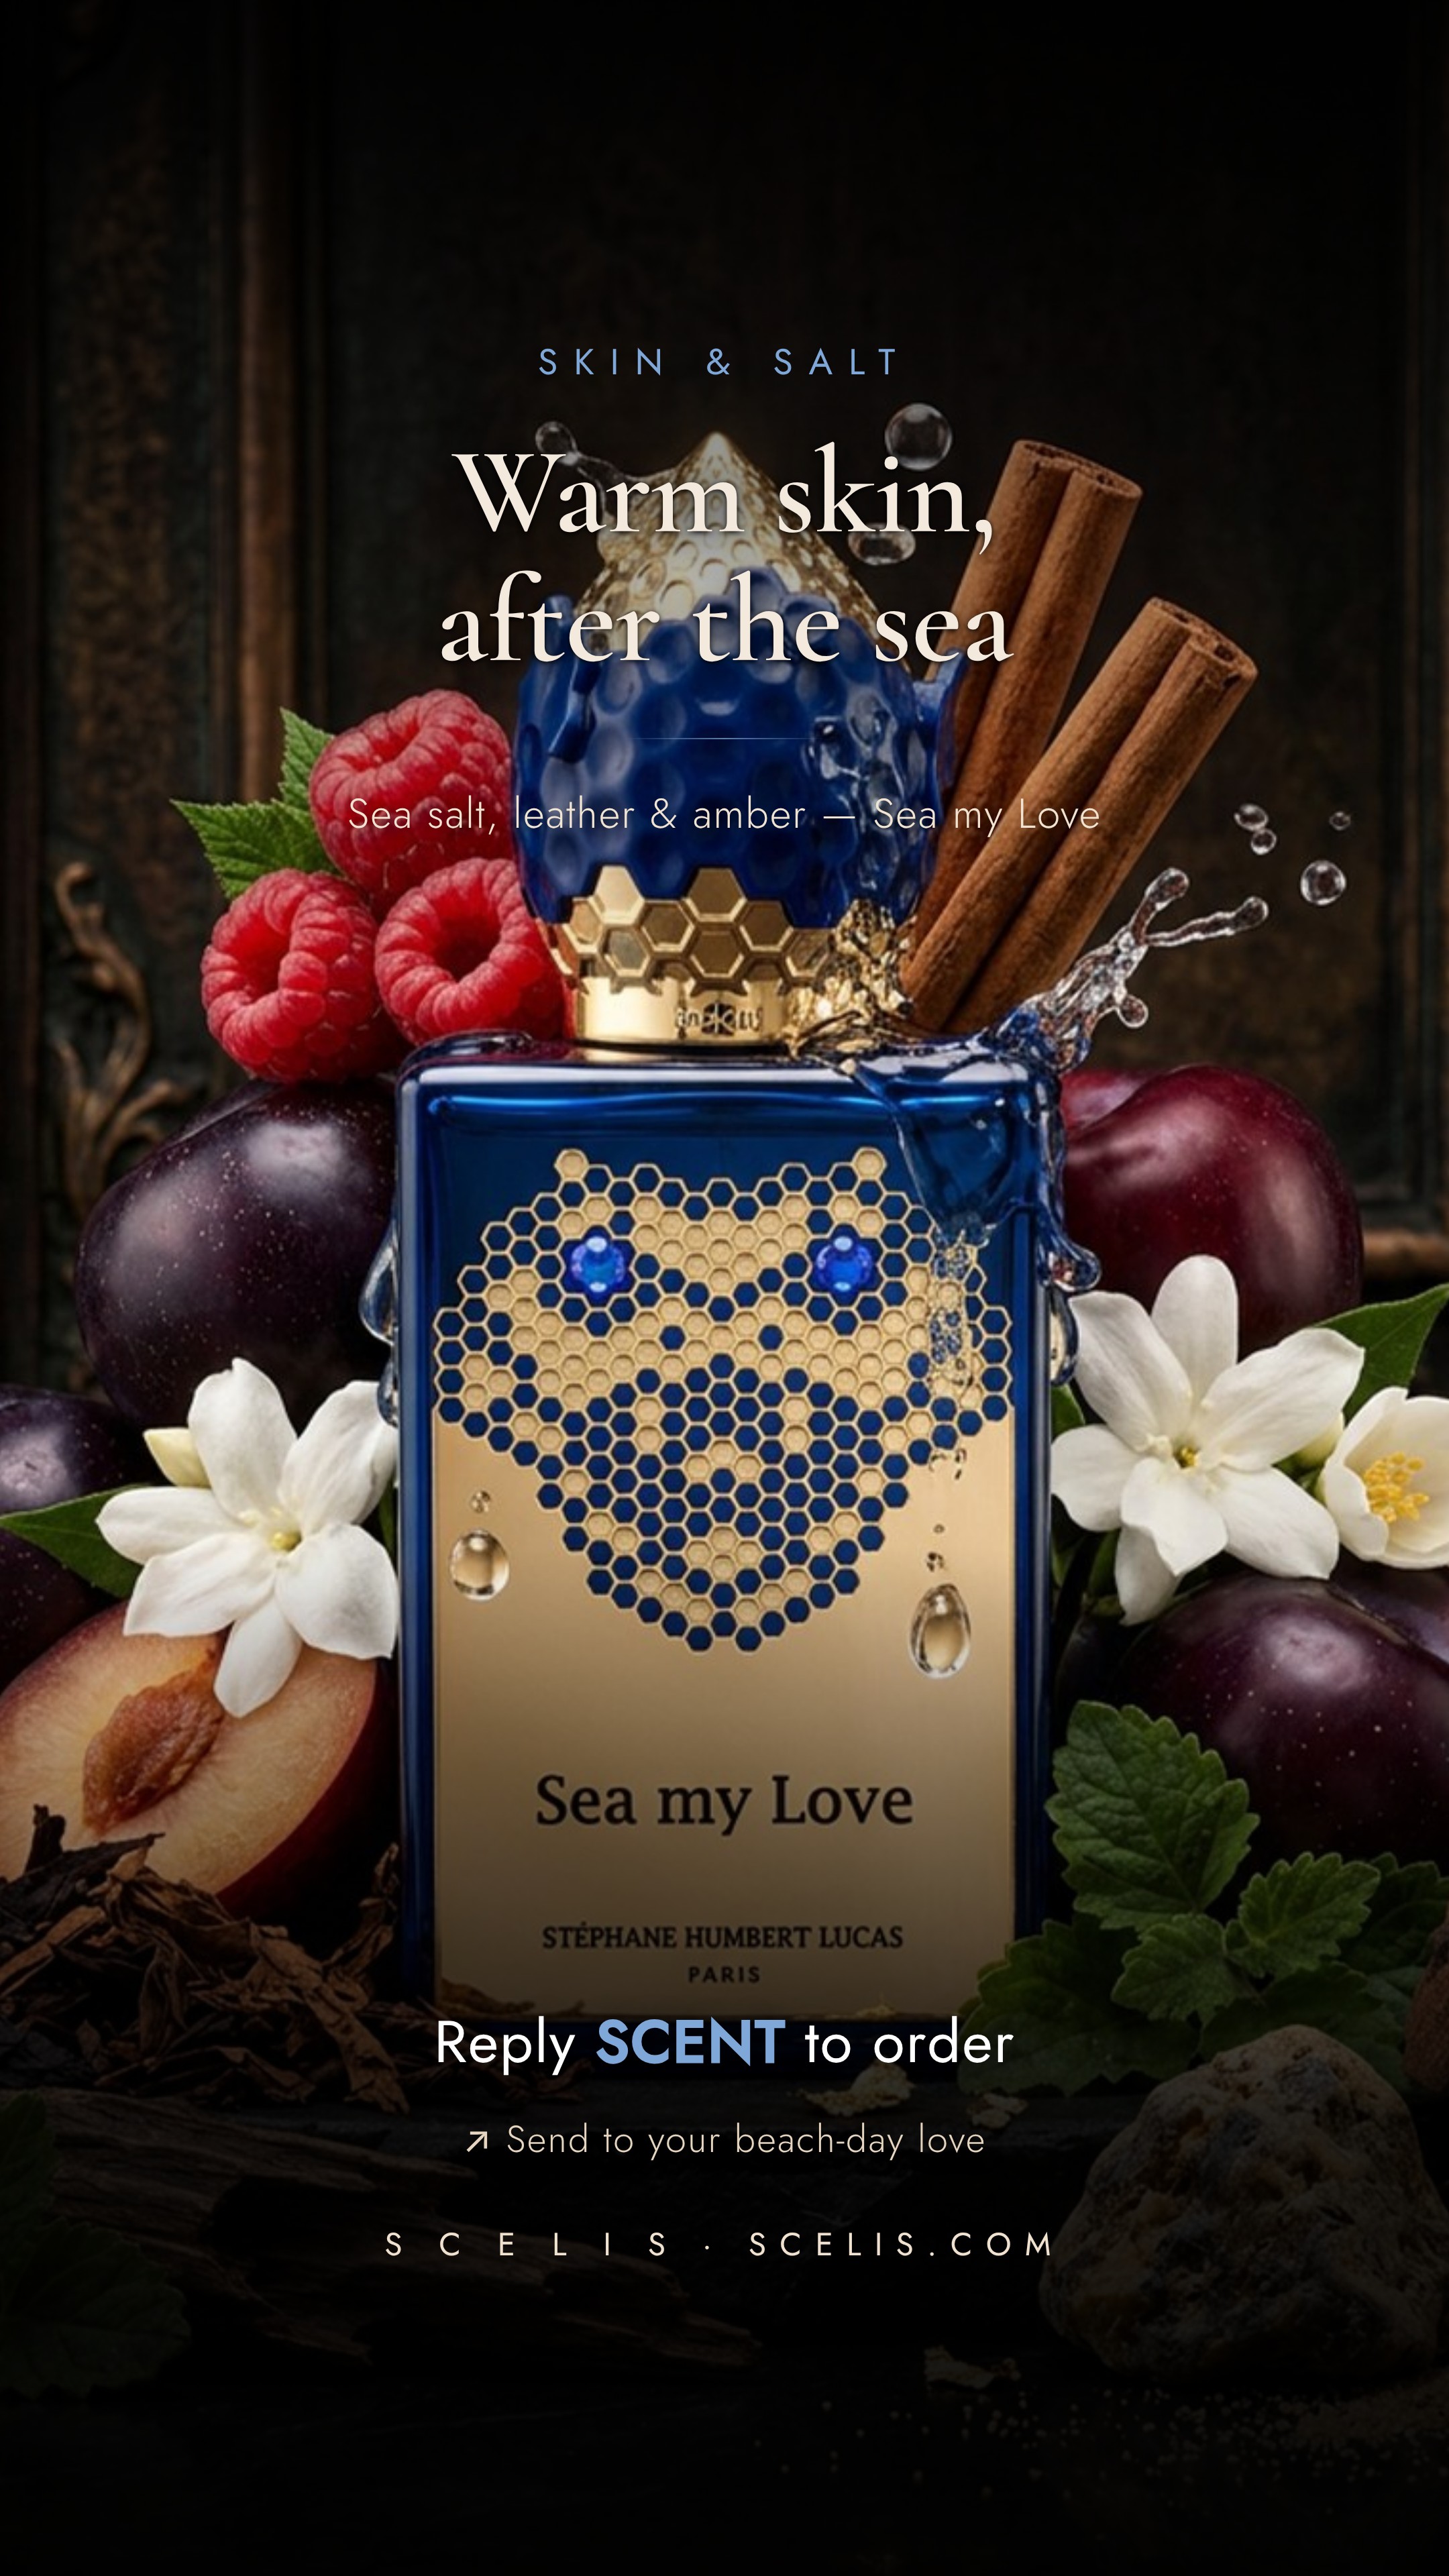 SKIN & SALT
Warm skin,
after the sea
Sea salt, leather & amber — Sea my Love
Sea my Love
STÉPHANE HUMBERT LUCAS
PARIS
Reply SCENT to order
↗ Send to your beach-day love
SCELIS · SCELIS.COM